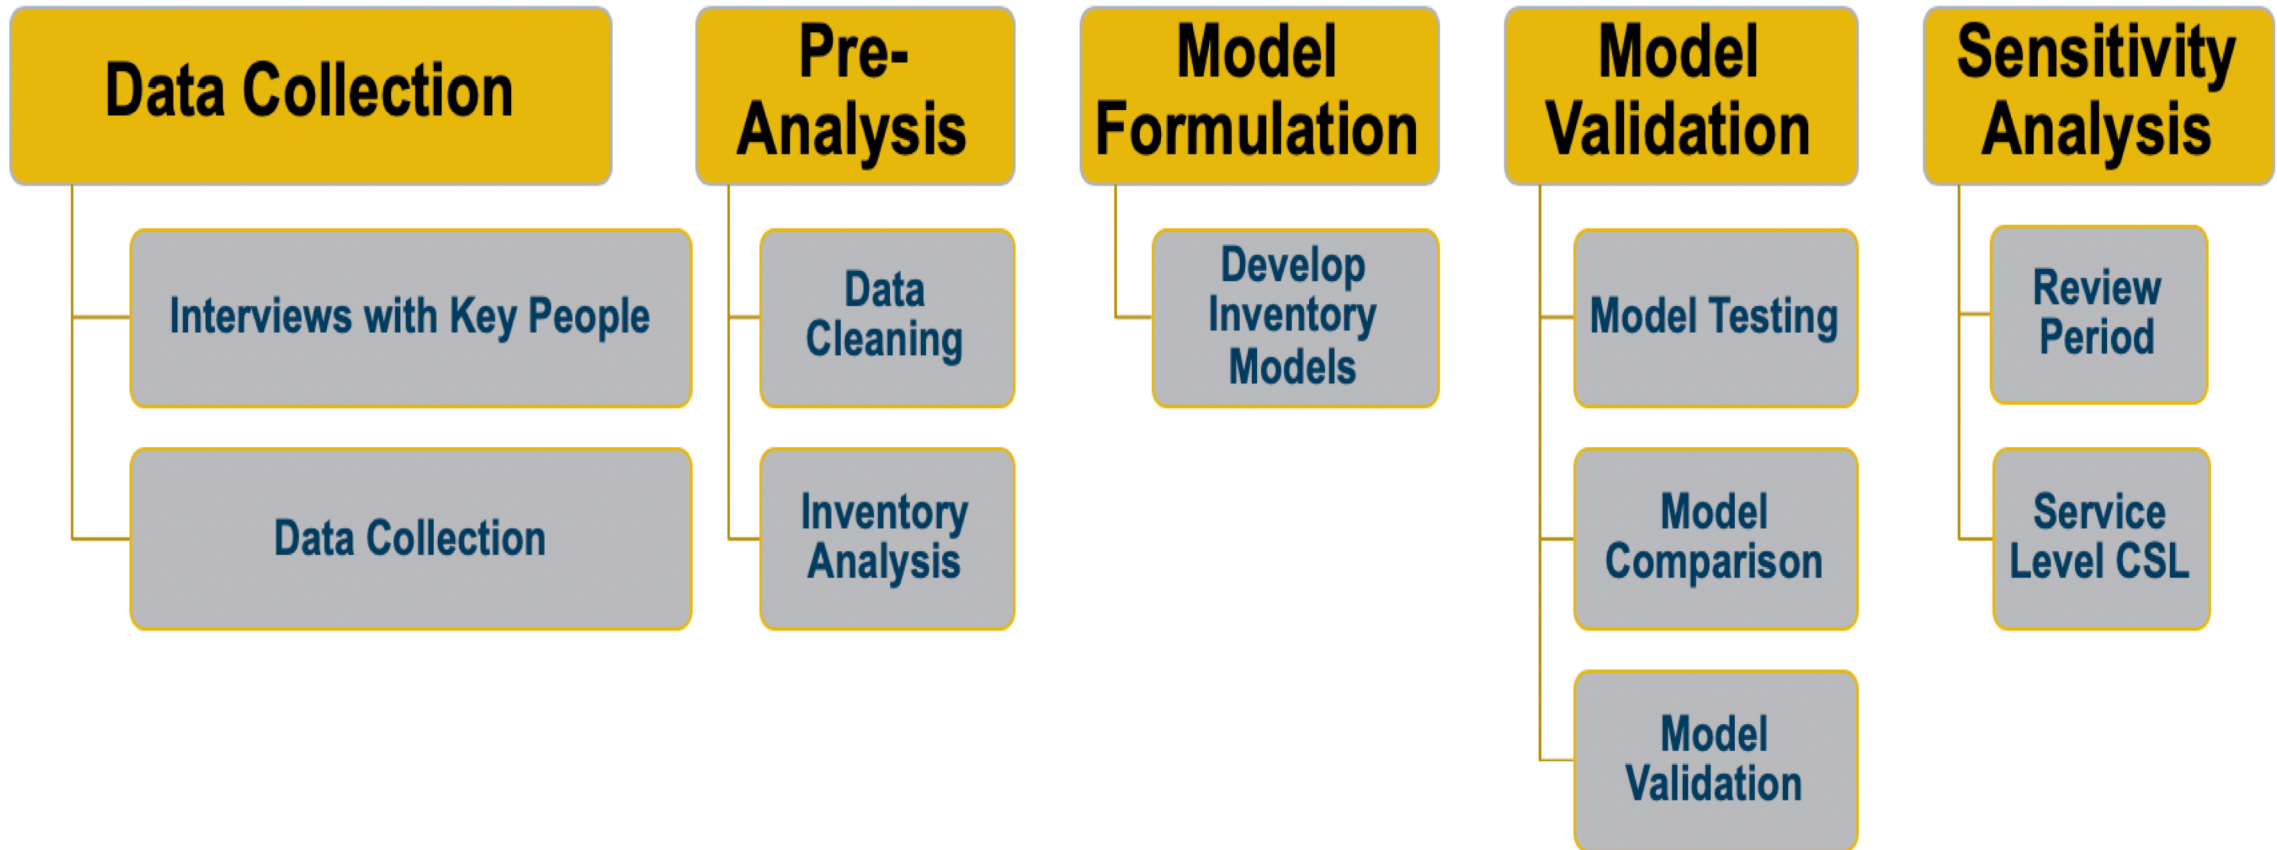 Data Collection
Interviews with Key People
Data Collection
Pre-
Analysis
Data
Cleaning
Inventory
Analysis
Model
Formulation
Develop
Inventory
Models
Model
Validation
Model Testing
Model
Comparison
Model
Validation
Sensitivity
Analysis
Review
Period
Service
Level CSL